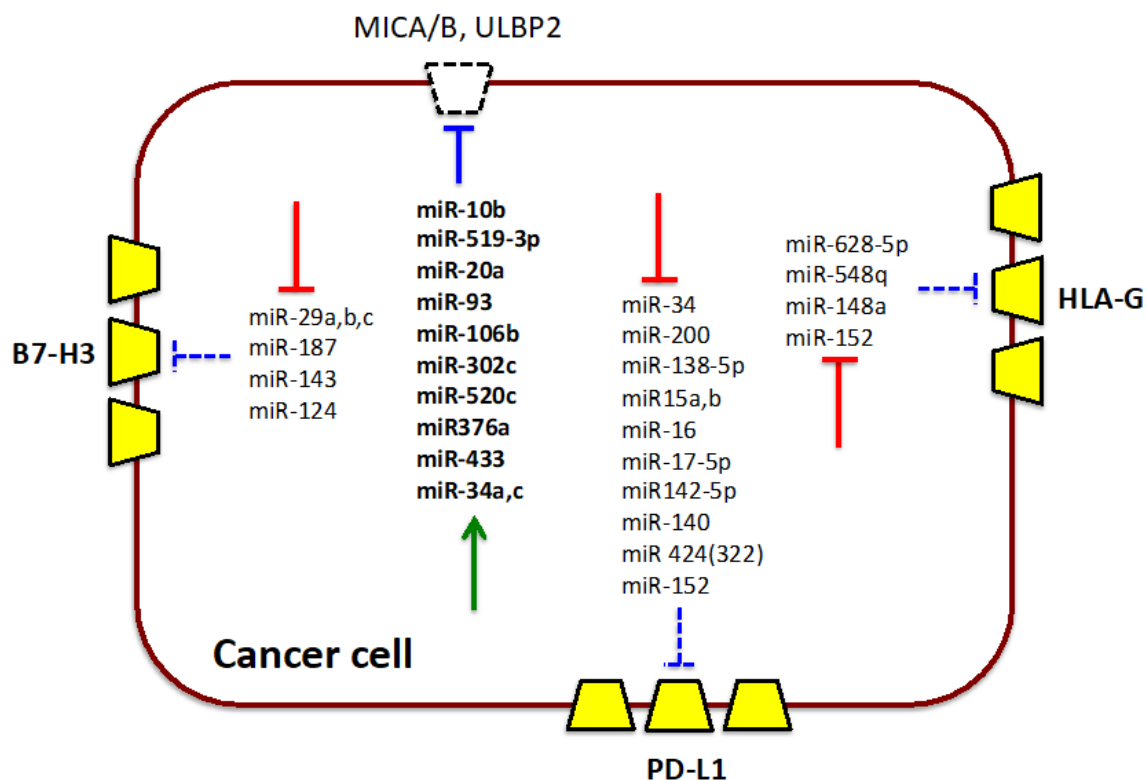 MICA/B, ULBP2
B7-H3
miR-29a,b,c
miR-187
miR-143
miR-124
miR-10b
miR-519-3p
miR-20a
miR-93
miR-106b
miR-302c
miR-520c
miR376a
miR-433
miR-34a,c
miR-34
miR-200
miR-138-5p
miR15a,b
miR-16
miR-17-5p
miR142-5p
miR-140
miR 424(322)
miR-152
miR-628-5p
miR-548q
miR-148a
miR-152
HLA-G
Cancer cell
PD-L1